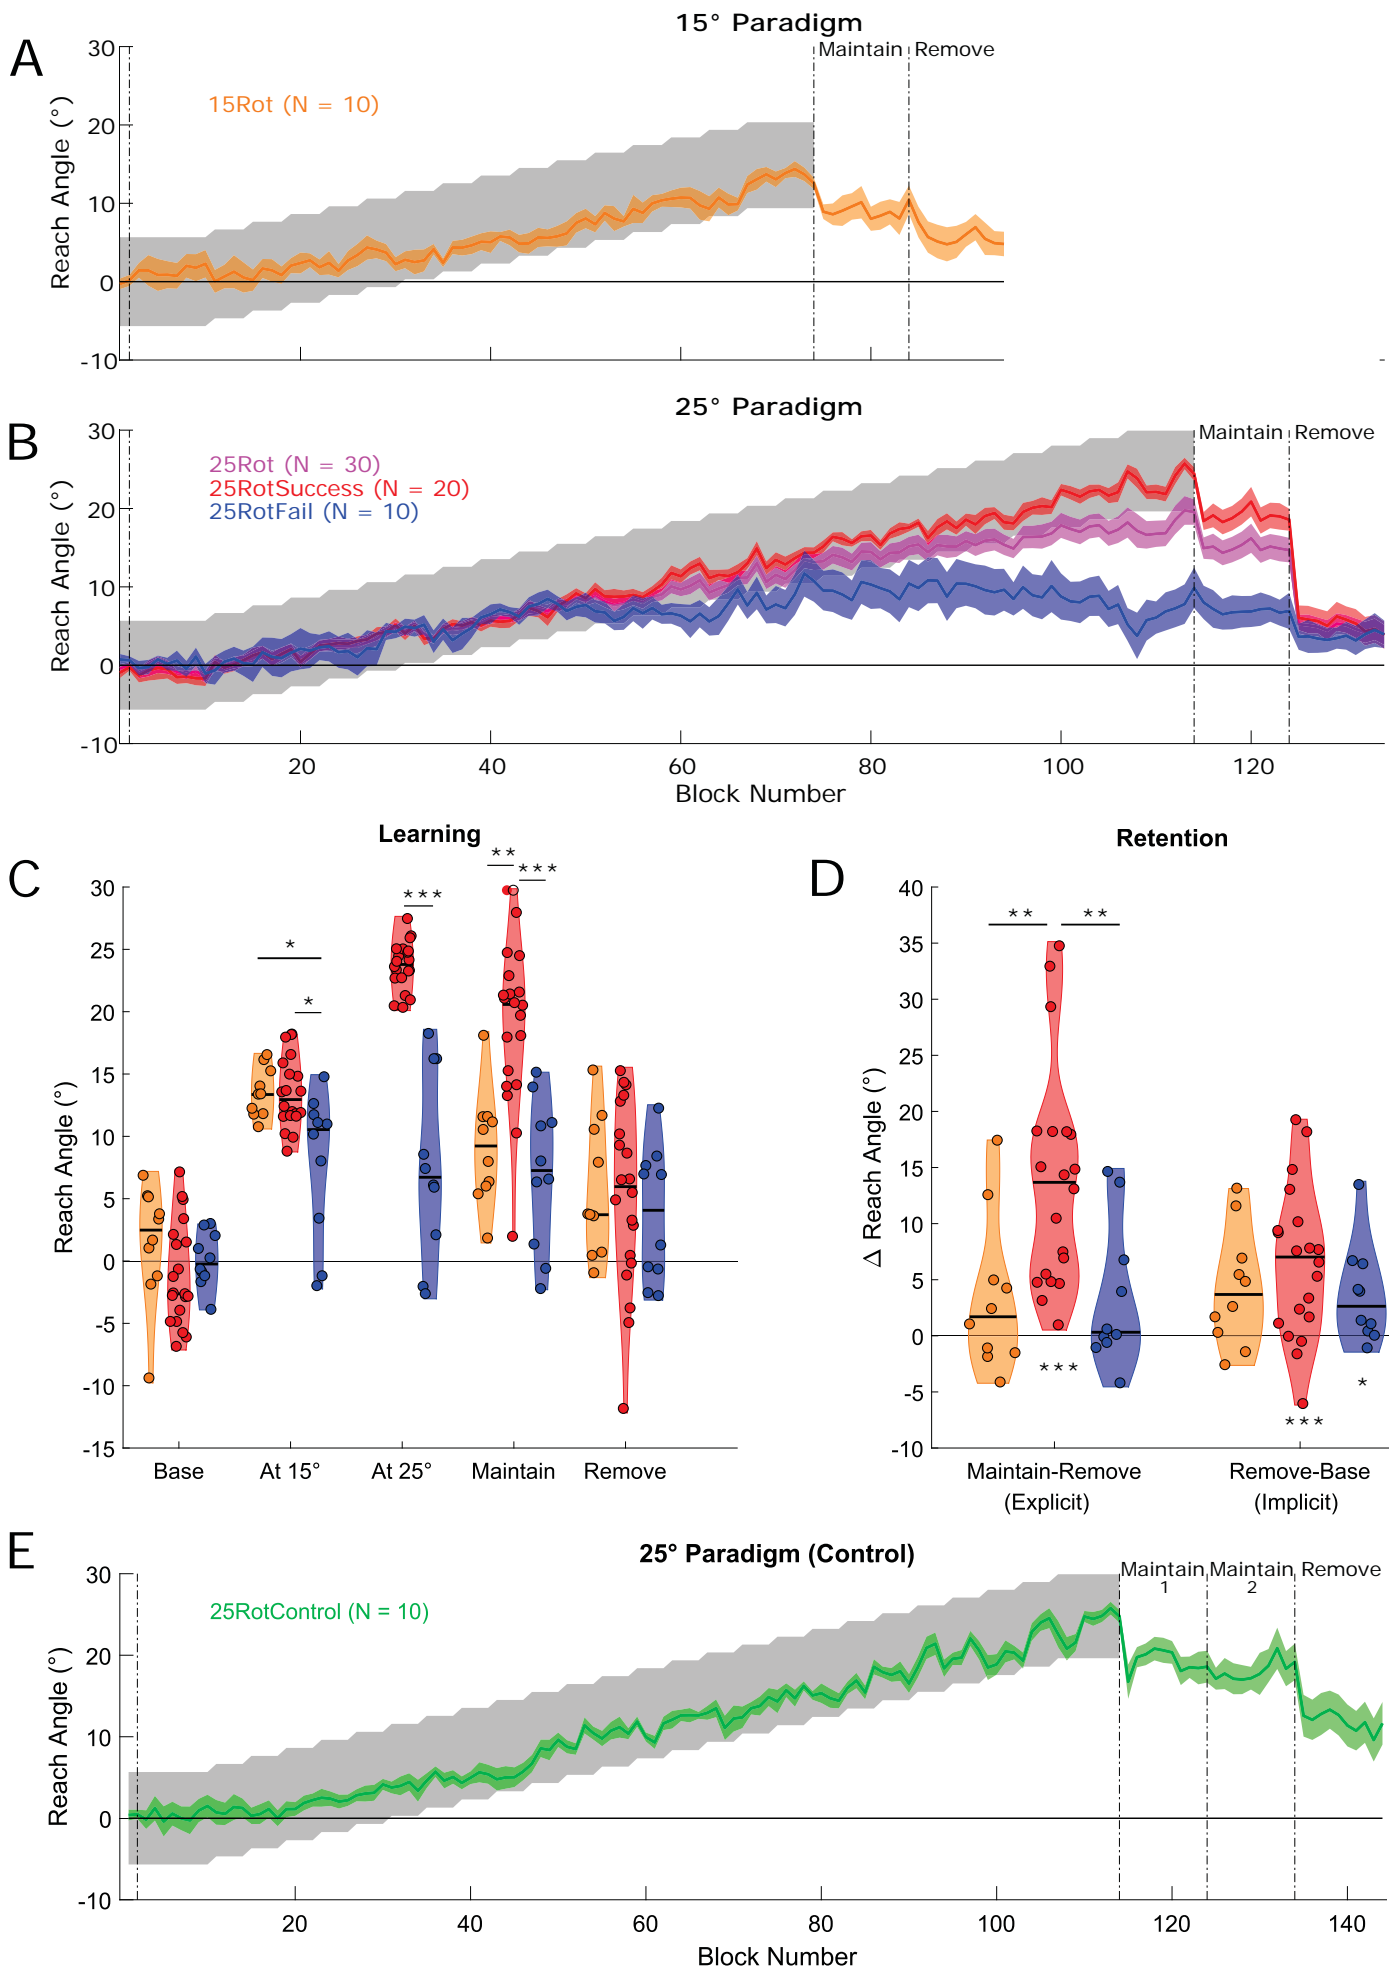 A
15° Paradigm
30
20
10
0
-10
Reach Angle (°)
15Rot (N = 10)
Maintain
Remove
B
25° Paradigm
30
20
10
0
-10
Reach Angle (°)
25Rot (N = 30)
25RotSuccess (N = 20)
25RotFail (N = 10)
Maintain
Remove
20 40 60 80 100 120
Block Number
C
Learning
30
25
20
15
10
5
0
-5
-10
-15
Reach Angle (°)
*
*
***
**
***
Base At 15° At 25° Maintain Remove
D
Retention
40
35
30
25
20
15
10
5
0
-5
-10
Δ Reach Angle (°)
** **
***
***
*
Maintain-Remove
(Explicit)
Remove-Base
(Implicit)
E
25° Paradigm (Control)
30
20
10
0
-10
Reach Angle (°)
25RotControl (N = 10)
Maintain
1
Maintain
2
Remove
20 40 60 80 100 120 140
Block Number